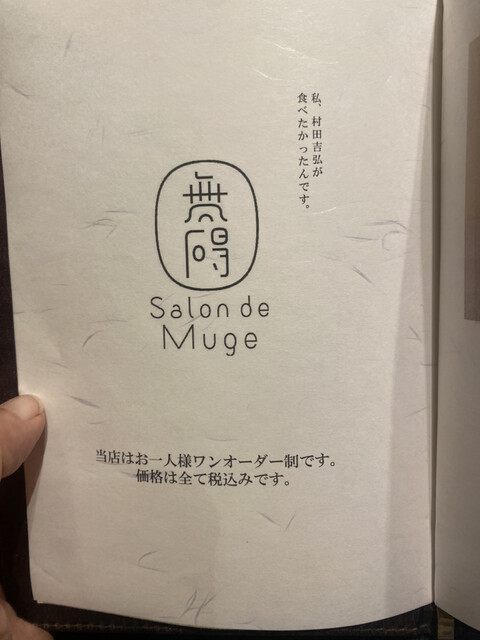 私、村田吉弘が
食べたかったんです。
無碍
Salon de
Muge
当店はお一人様ワンオーダー制です。
価格は全て税込みです。